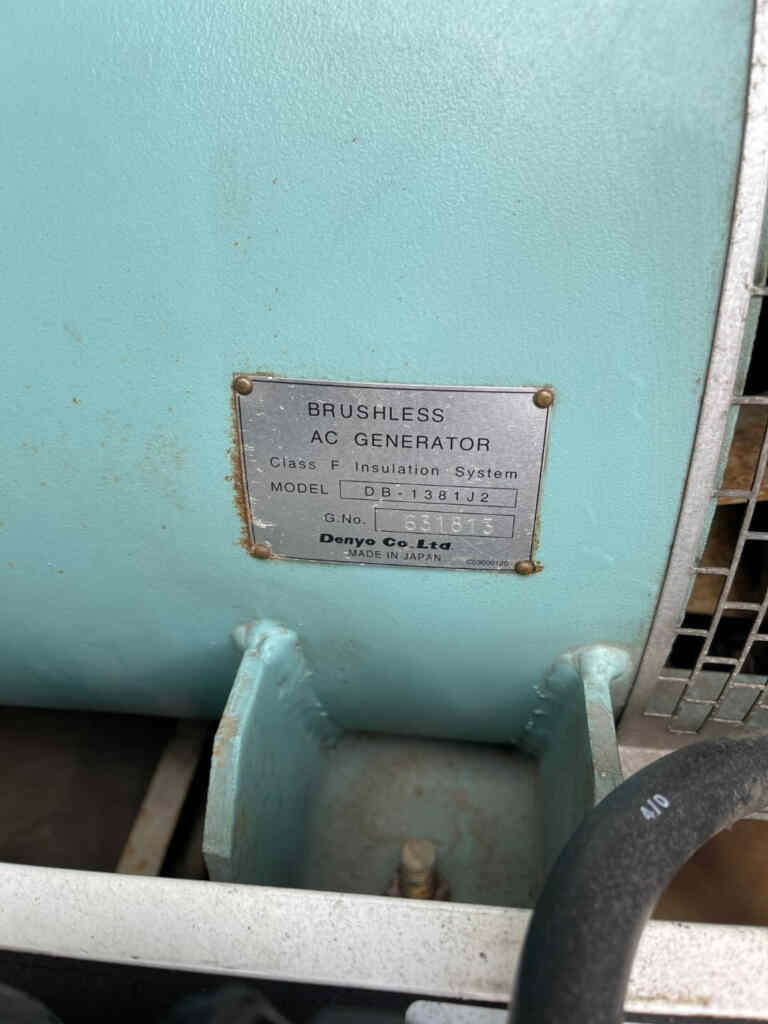 BRUSHLESS
AC GENERATOR
Class F Insulation System
MODEL DB-1381J2
G.No. 631813
Denyo Co.Ltd
MADE IN JAPAN
4/0